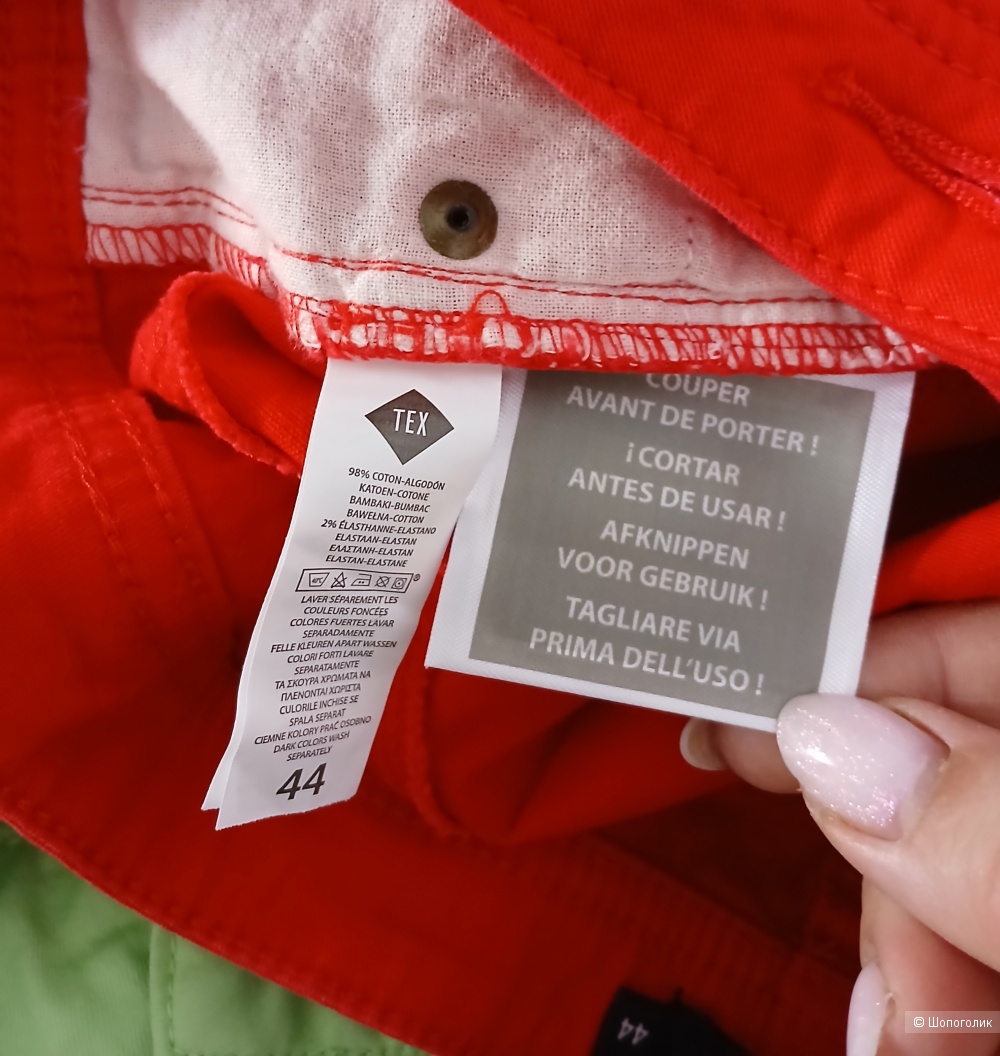 TEX
98% COTON-ALGODÓN
KATOEN-COTONE
BAMBAKI-BUMBAC
BAWEŁNA-COTTON
2% ÉLASTHANNE-ELASTANO
ELASTAAN-ELASTAN
ΕΛΑΣΤΑΝΗ-ELASTAN
ELASTAN-ELASTANE
LAVER SÉPARÉMENT LES
COULEURS FONCÉES
COLORES FUERTES LAVAR
SEPARADAMENTE
FELLE KLEUREN APART WASSEN
COLORI FORTI LAVARE
SEPARATAMENTE
ΤΑ ΣΚΟΥΡΑ ΧΡΩΜΑΤΑ ΝΑ
ΠΛΕΝΟΝΤΑΙ ΧΩΡΙΣΤΑ
CULORILE INCHISE SE
SPALA SEPARAT
CIEMNE KOLORY PRAĆ OSOBNO
DARK COLORS WASH
SEPARATELY
44
COUPER
AVANT DE PORTER !
¡CORTAR
ANTES DE USAR !
AFKNIPPEN
VOOR GEBRUIK !
TAGLIARE VIA
PRIMA DELL'USO !
44
© Шопоголик